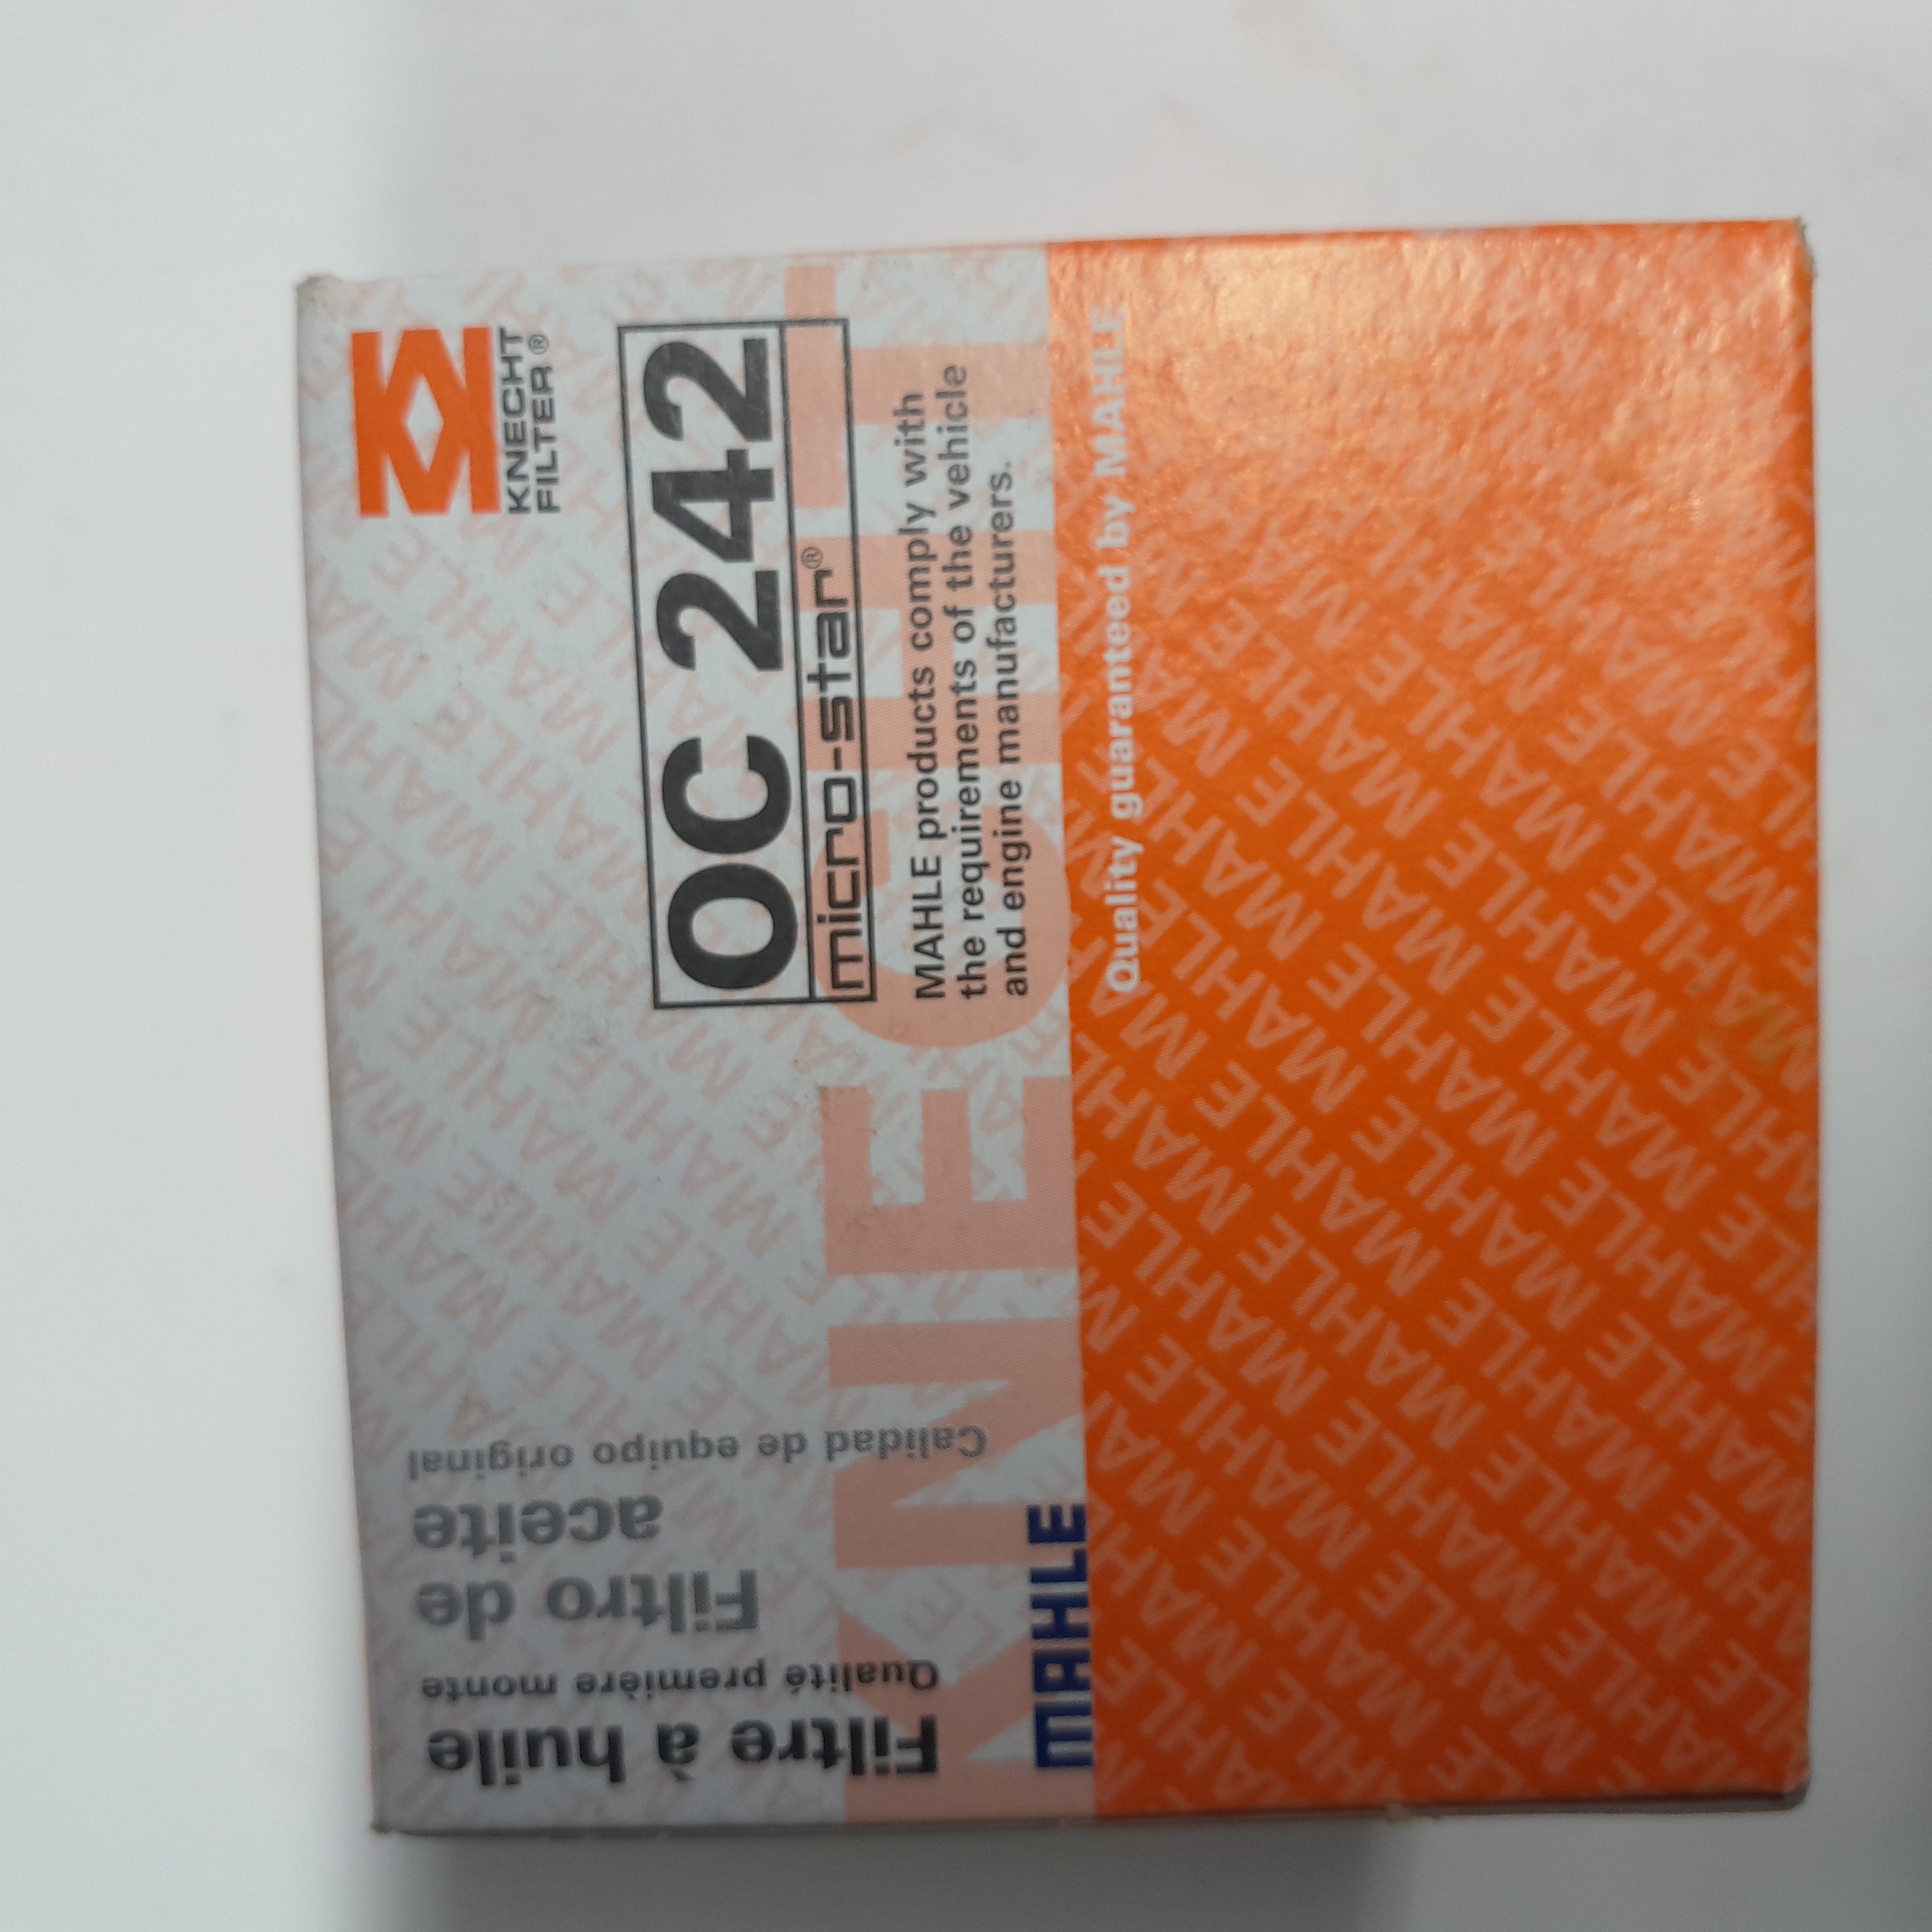 KNECHT
FILTER®
OC 242
micro-star®
MAHLE products comply with
the requirements of the vehicle
and engine manufacturers.
Quality guaranteed by MAHLE
KNECHT
MAHLE
Filtre à huile
Qualité première monte
Filtro de
aceite
Calidad de equipo original